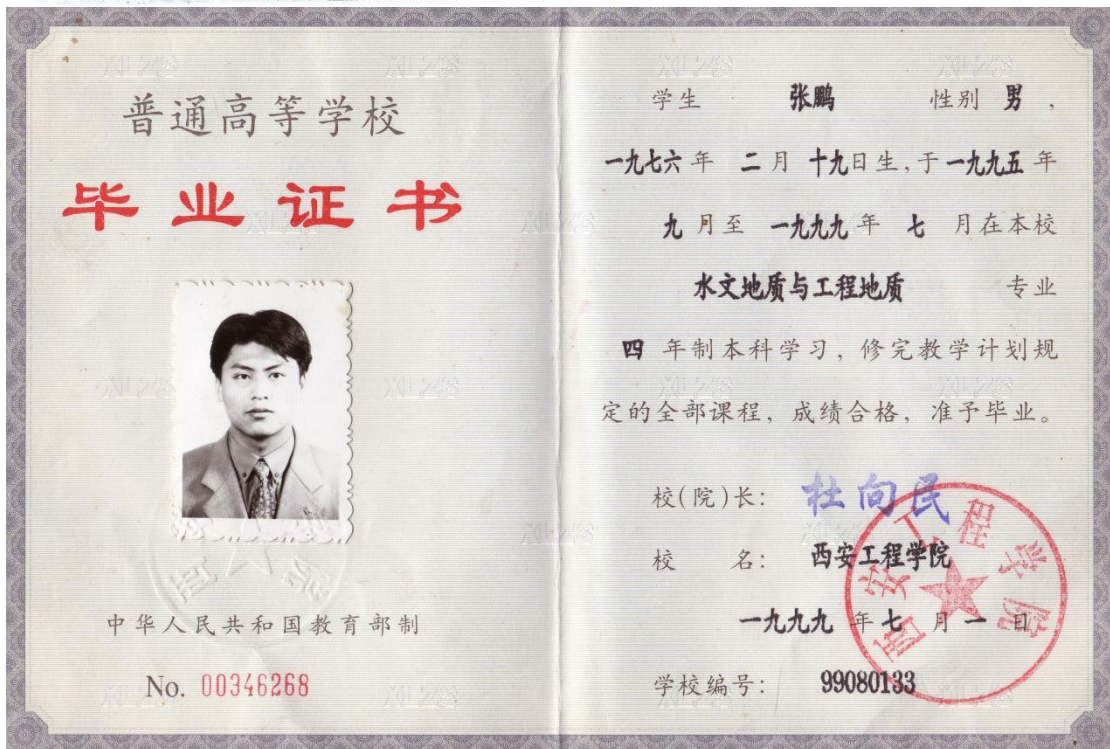 普通高等学校
毕业证书
中华人民共和国教育部制
No. 00346268
学生 张鹏 性别 男，
一九七六年 二月 十九日生，于一九九五年
九月至 一九九九年 七 月在本校
水文地质与工程地质 专业
四 年制本科学习，修完教学计划规
定的全部课程，成绩合格，准予毕业。
校(院)长： 杜向民
校 名： 西安工程学院
一九九九 年七 月 一 日
学校编号： 99080133
西安工程学院